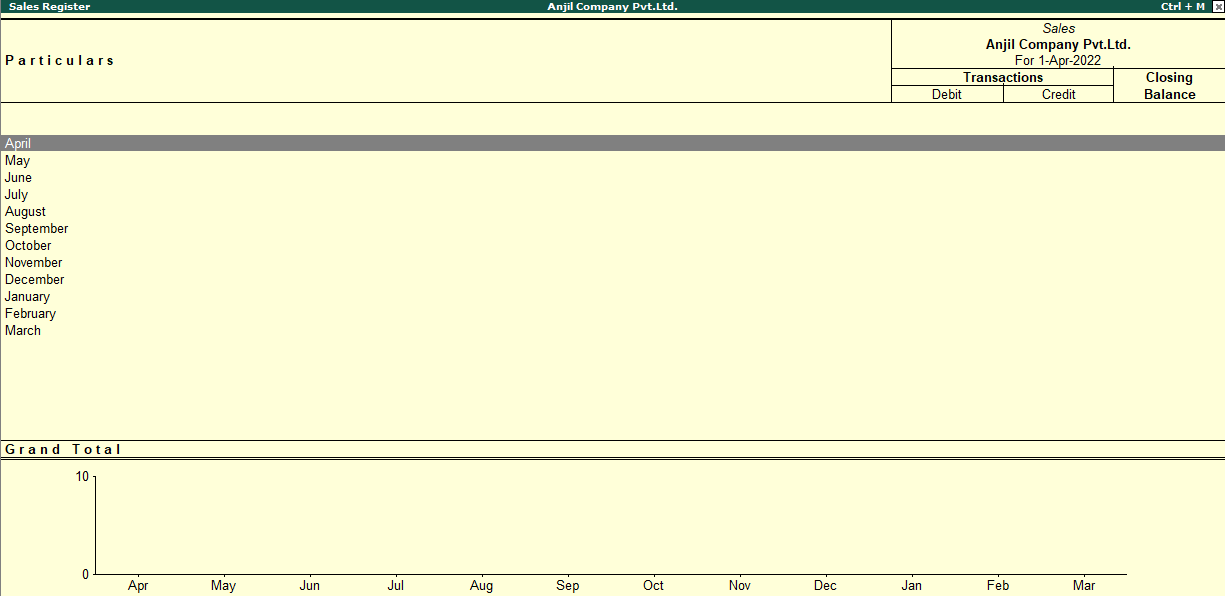 Sales Register Anjil Company Pvt.Ltd. Ctrl + M
Particulars
Sales
Anjil Company Pvt.Ltd.
For 1-Apr-2022
Transactions Closing
Debit Credit Balance
April
May
June
July
August
September
October
November
December
January
February
March
Grand Total
10
0
Apr May Jun Jul Aug Sep Oct Nov Dec Jan Feb Mar